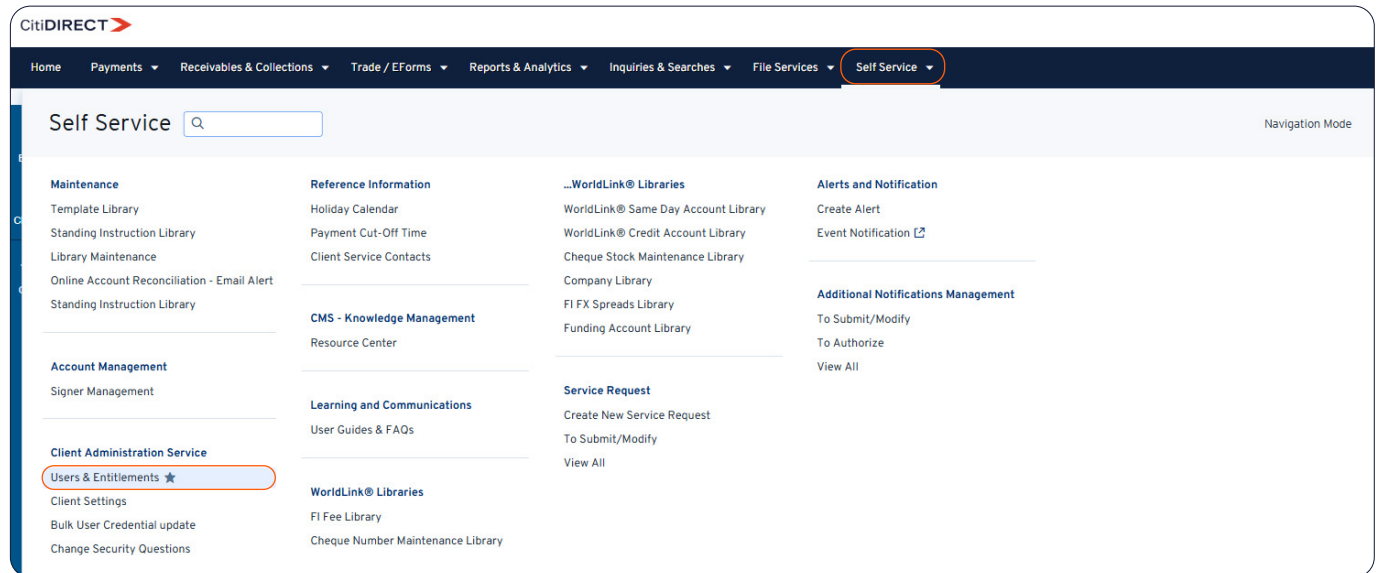 CitiDIRECT
Home Payments Receivables & Collections Trade / EForms Reports & Analytics Inquiries & Searches File Services Self Service
Self Service
Navigation Mode
Maintenance
Template Library
Standing Instruction Library
Library Maintenance
Online Account Reconciliation - Email Alert
Standing Instruction Library
Account Management
Signer Management
Client Administration Service
Users & Entitlements
Client Settings
Bulk User Credential update
Change Security Questions
Reference Information
Holiday Calendar
Payment Cut-Off Time
Client Service Contacts
CMS - Knowledge Management
Resource Center
Learning and Communications
User Guides & FAQs
WorldLink® Libraries
FI Fee Library
Cheque Number Maintenance Library
...WorldLink® Libraries
WorldLink® Same Day Account Library
WorldLink® Credit Account Library
Cheque Stock Maintenance Library
Company Library
FI FX Spreads Library
Funding Account Library
Service Request
Create New Service Request
To Submit/Modify
View All
Alerts and Notification
Create Alert
Event Notification
Additional Notifications Management
To Submit/Modify
To Authorize
View All